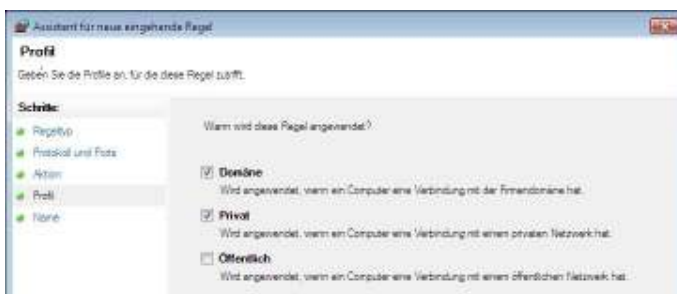 Assistent für neue eingehende Regel
Profil
Geben Sie die Profile an, für die diese Regel zutrifft.
Schritte:
Regeltyp
Protokoll und Ports
Aktion
Profil
Name
Wann wird diese Regel angewendet?
Domäne
Wird angewendet, wenn ein Computer eine Verbindung mit der Firmendomäne hat.
Privat
Wird angewendet, wenn ein Computer eine Verbindung mit einem privaten Netzwerk hat.
Öffentlich
Wird angewendet, wenn ein Computer eine Verbindung mit einem öffentlichen Netzwerk hat.